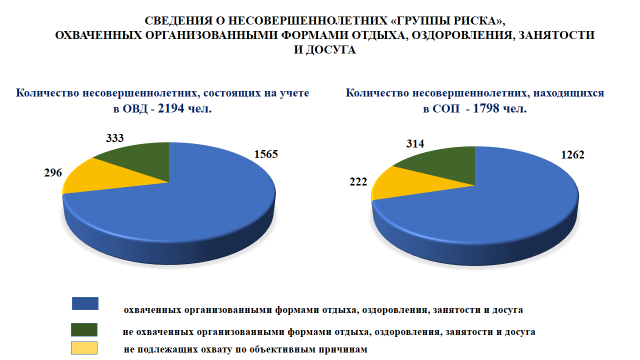 СВЕДЕНИЯ О НЕСОВЕРШЕННОЛЕТНИХ «ГРУППЫ РИСКА»,
ОХВАЧЕННЫХ ОРГАНИЗОВАННЫМИ ФОРМАМИ ОТДЫХА, ОЗДОРОВЛЕНИЯ, ЗАНЯТОСТИ
И ДОСУГА
Количество несовершеннолетних, состоящих на учете
в ОВД - 2194 чел.
333
1565
296
Количество несовершеннолетних, находящихся
в СОП - 1798 чел.
314
1262
222
охваченных организованными формами отдыха, оздоровления, занятости и досуга
не охваченных организованными формами отдыха, оздоровления, занятости и досуга
не подлежащих охвату по объективным причинам